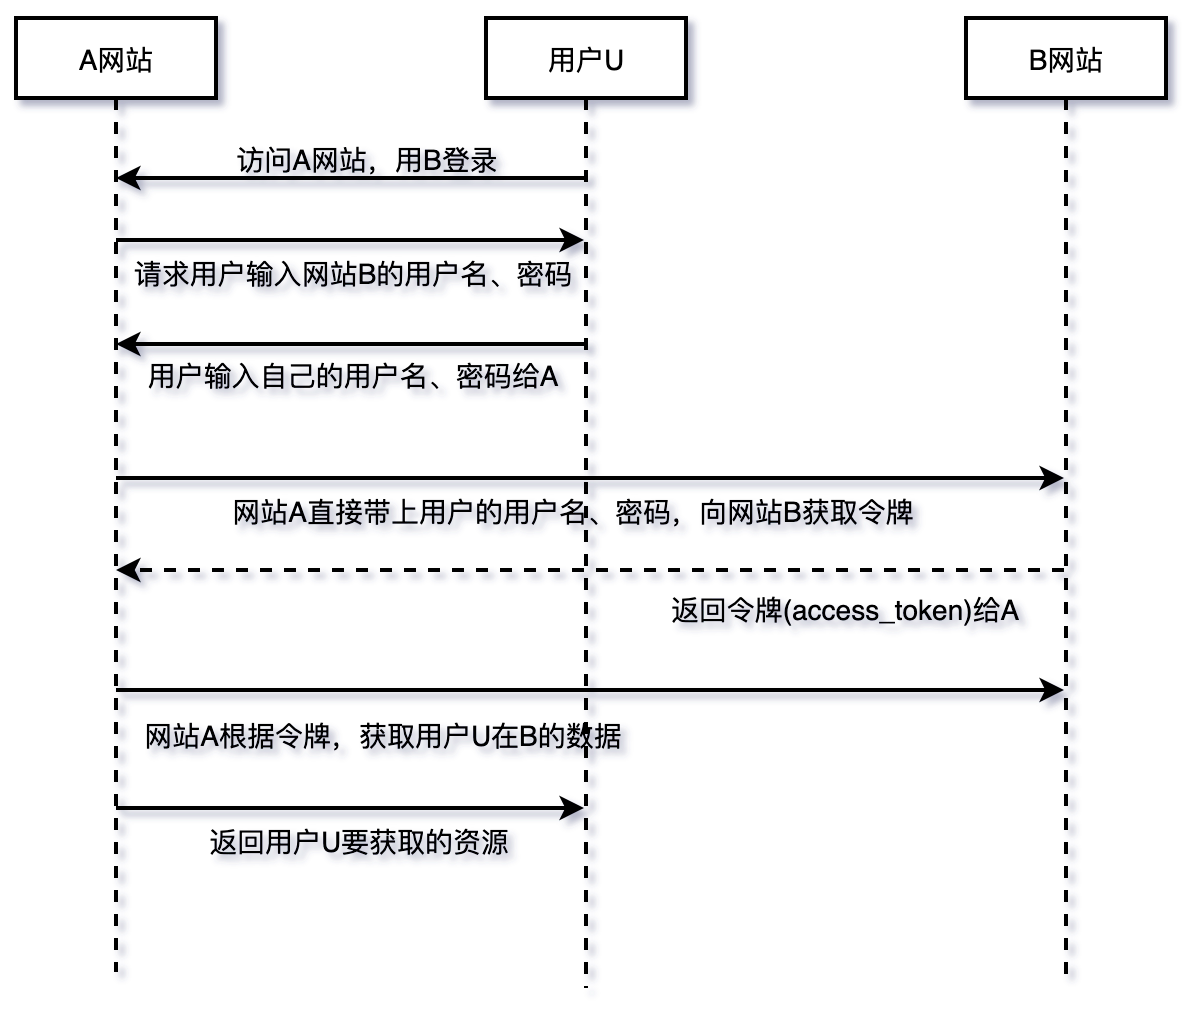 A网站
用户U
B网站
访问A网站，用B登录
请求用户输入网站B的用户名、密码
用户输入自己的用户名、密码给A
网站A直接带上用户的用户名、密码，向网站B获取令牌
返回令牌(access_token)给A
网站A根据令牌，获取用户U在B的数据
返回用户U要获取的资源